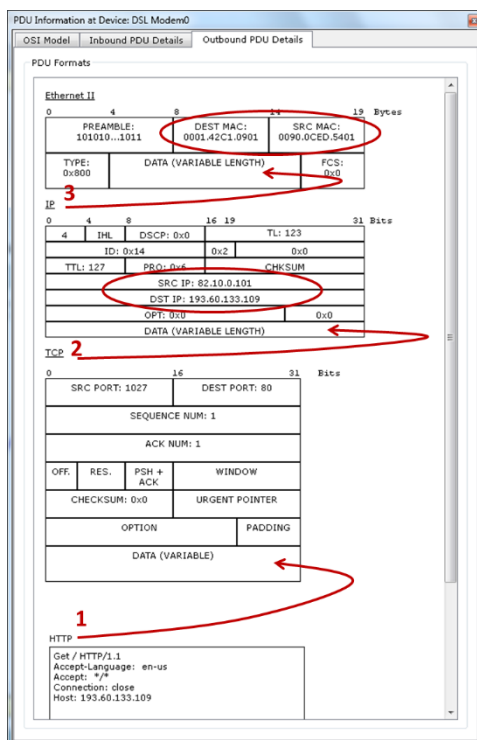 PDU Information at Device: DSL Modem0
OSI Model Inbound PDU Details Outbound PDU Details
PDU Formats
Ethernet II
0 4 8 14 19 Bytes
PREAMBLE: DEST MAC: SRC MAC:
101010...1011 0001.42C1.0901 0090.0CED.5401
TYPE: DATA (VARIABLE LENGTH) FCS:
0x800 0x0
3
IP
0 4 8 16 19 31 Bits
4 IHL DSCP: 0x0 TL: 123
ID: 0x14 0x2 0x0
TTL: 127 PRO: 0x6 CHKSUM
SRC IP: 82.10.0.101
DST IP: 193.60.133.109
OPT: 0x0 0x0
DATA (VARIABLE LENGTH)
2
TCP
0 16 31 Bits
SRC PORT: 1027 DEST PORT: 80
SEQUENCE NUM: 1
ACK NUM: 1
OFF. RES. PSH + WINDOW
ACK
CHECKSUM: 0x0 URGENT POINTER
OPTION PADDING
DATA (VARIABLE)
1
HTTP
Get / HTTP/1.1
Accept-Language: en-us
Accept: */*
Connection: close
Host: 193.60.133.109